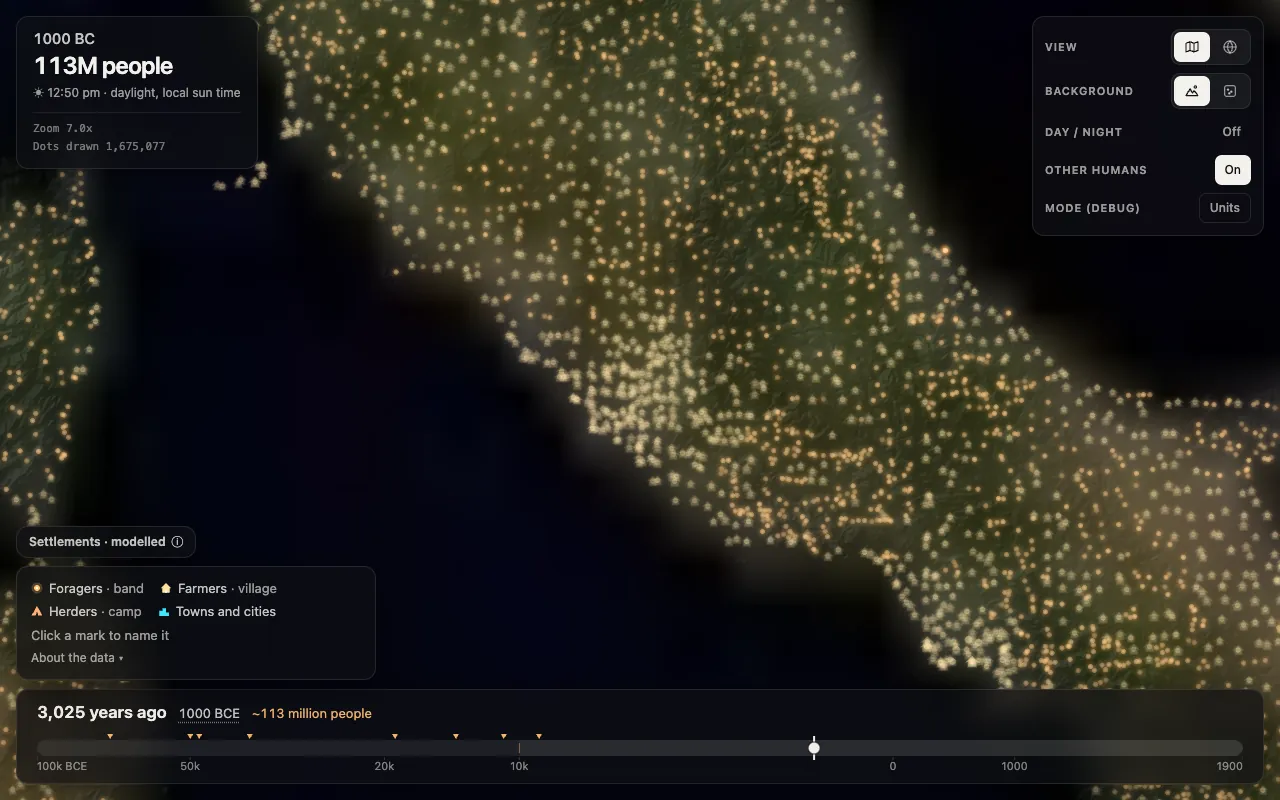 1000 BC
113M people
12:50 pm · daylight, local sun time
Zoom 7.0x
Dots drawn 1,675,077
VIEW
BACKGROUND
DAY / NIGHT Off
OTHER HUMANS On
MODE (DEBUG) Units
Settlements · modelled
Foragers · band Farmers · village
Herders · camp Towns and cities
Click a mark to name it
About the data
3,025 years ago 1000 BCE ~113 million people
100k BCE 50k 20k 10k 0 1000 1900